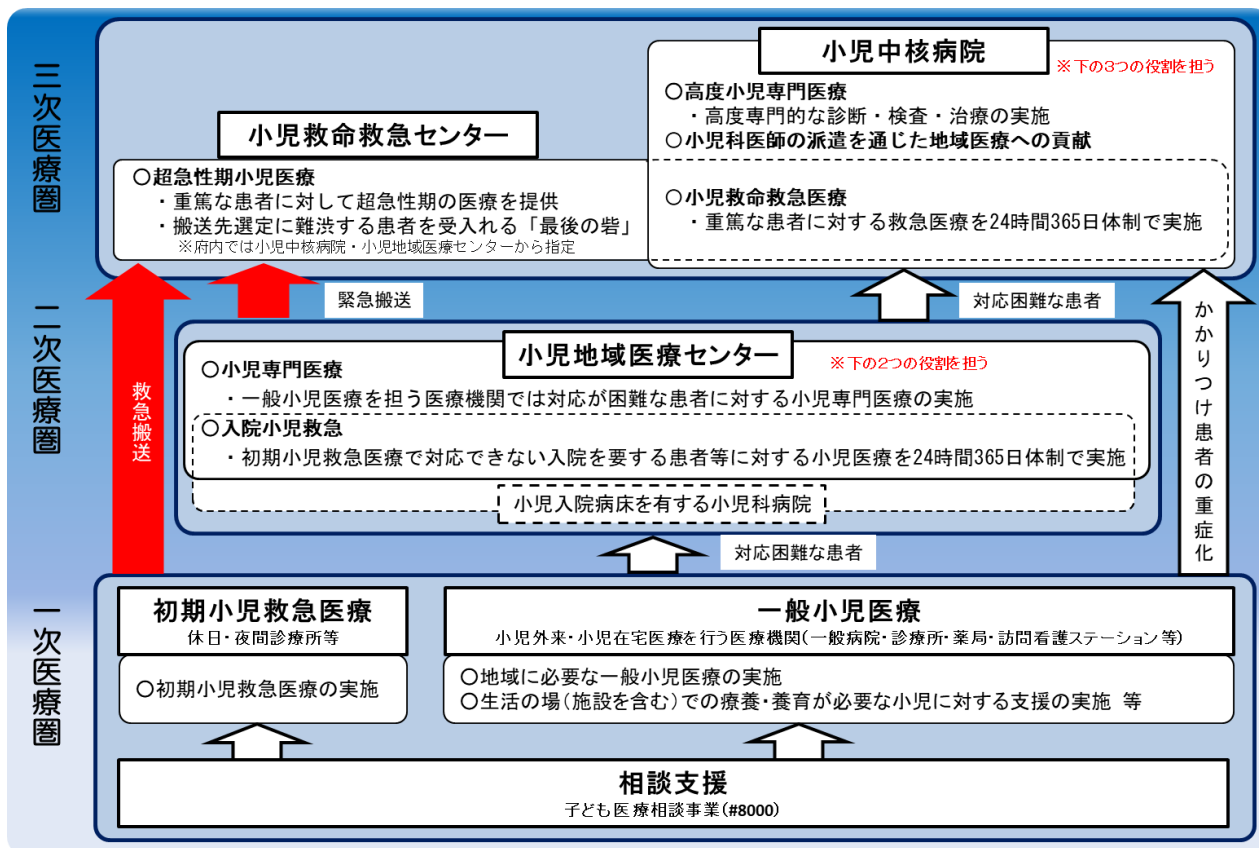 三次医療圏
小児中核病院
※下の3つの役割を担う
○高度小児専門医療
・高度専門的な診断・検査・治療の実施
○小児科医師の派遣を通じた地域医療への貢献
○小児救命救急医療
・重篤な患者に対する救急医療を24時間365日体制で実施
小児救命救急センター
○超急性期小児医療
・重篤な患者に対して超急性期の医療を提供
・搬送先選定に難渋する患者を受入れる「最後の砦」
※府内では小児中核病院・小児地域医療センターから指定
緊急搬送
対応困難な患者
かかりつけ患者の重症化
救急搬送
二次医療圏
小児地域医療センター
※下の2つの役割を担う
○小児専門医療
・一般小児医療を担う医療機関では対応が困難な患者に対する小児専門医療の実施
○入院小児救急
・初期小児救急医療で対応できない入院を要する患者等に対する小児医療を24時間365日体制で実施
小児入院病床を有する小児科病院
対応困難な患者
一次医療圏
初期小児救急医療
休日・夜間診療所等
○初期小児救急医療の実施
一般小児医療
小児外来・小児在宅医療を行う医療機関(一般病院・診療所・薬局・訪問看護ステーション等)
○地域に必要な一般小児医療の実施
○生活の場(施設を含む)での療養・養育が必要な小児に対する支援の実施 等
相談支援
子ども医療相談事業(#8000)